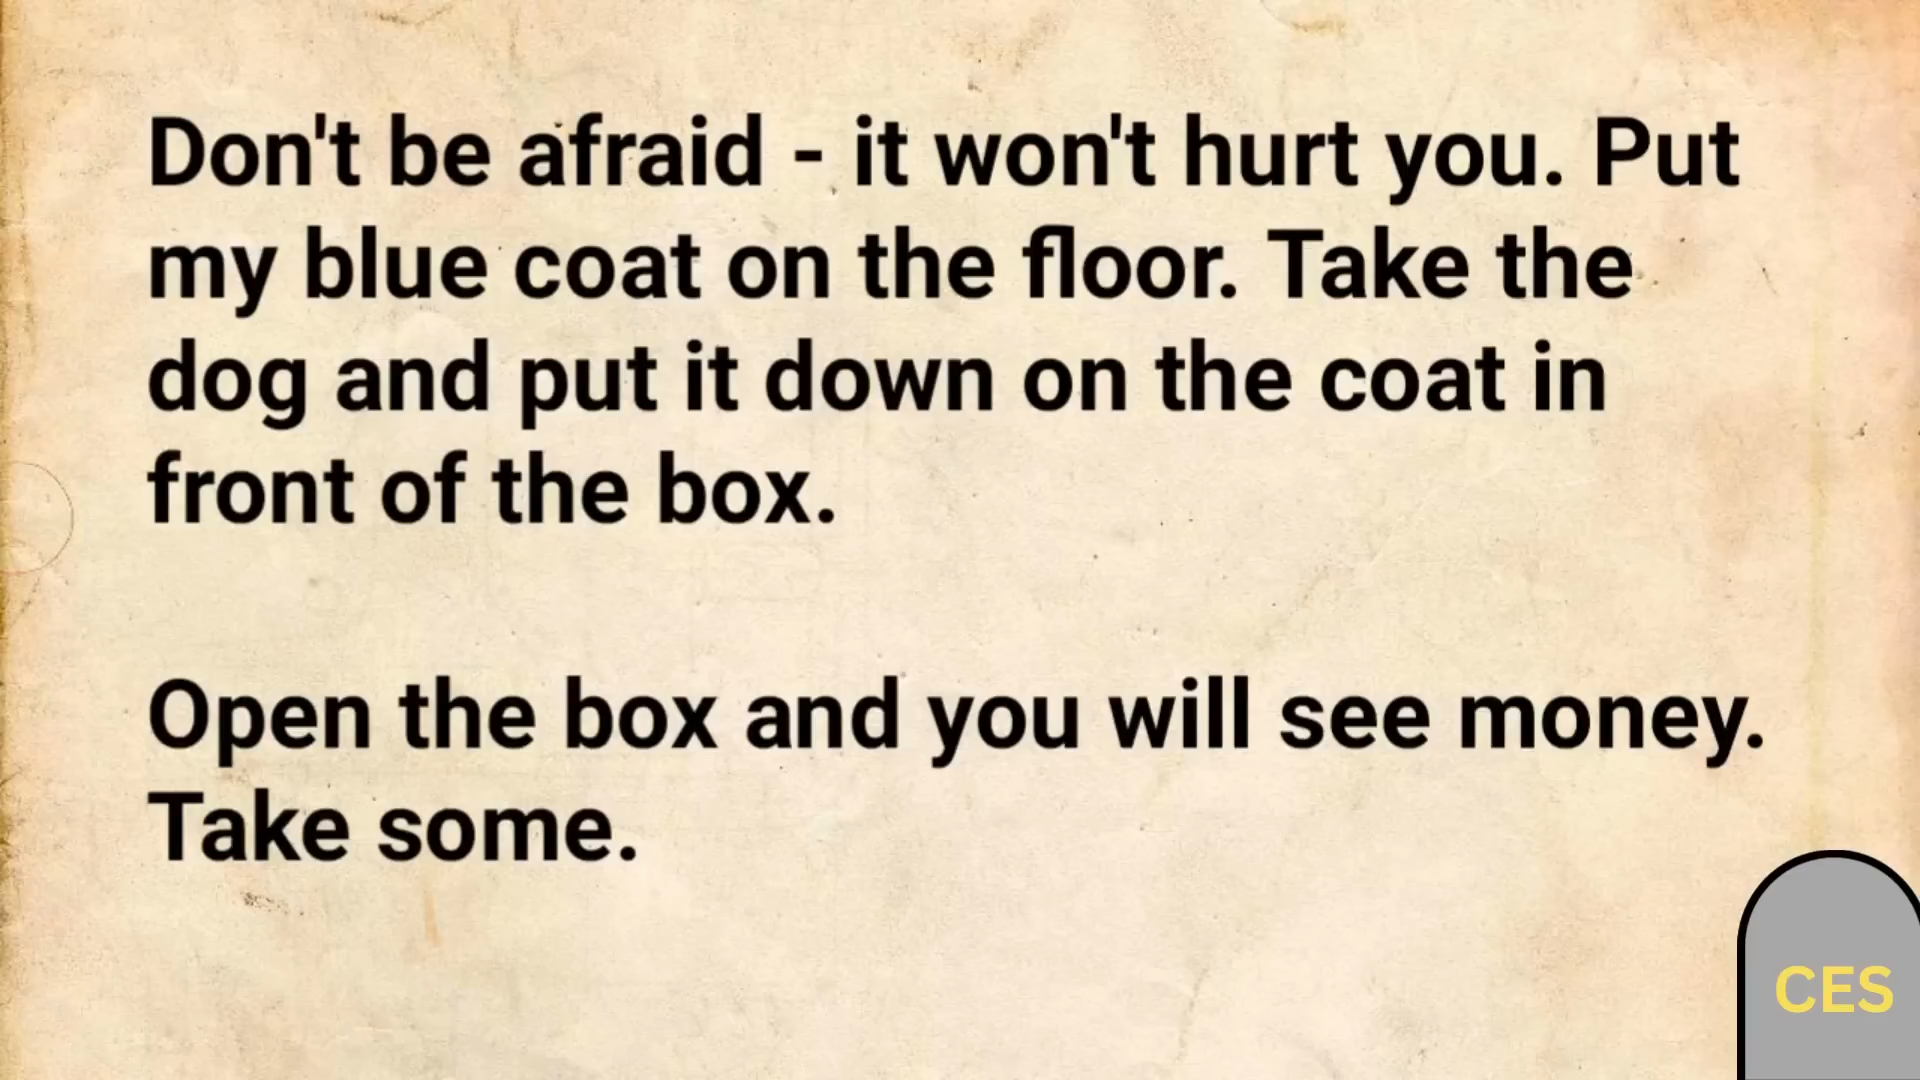 Don't be afraid - it won't hurt you. Put
my blue coat on the floor. Take the
dog and put it down on the coat in
front of the box.
Open the box and you will see money.
Take some.
CES